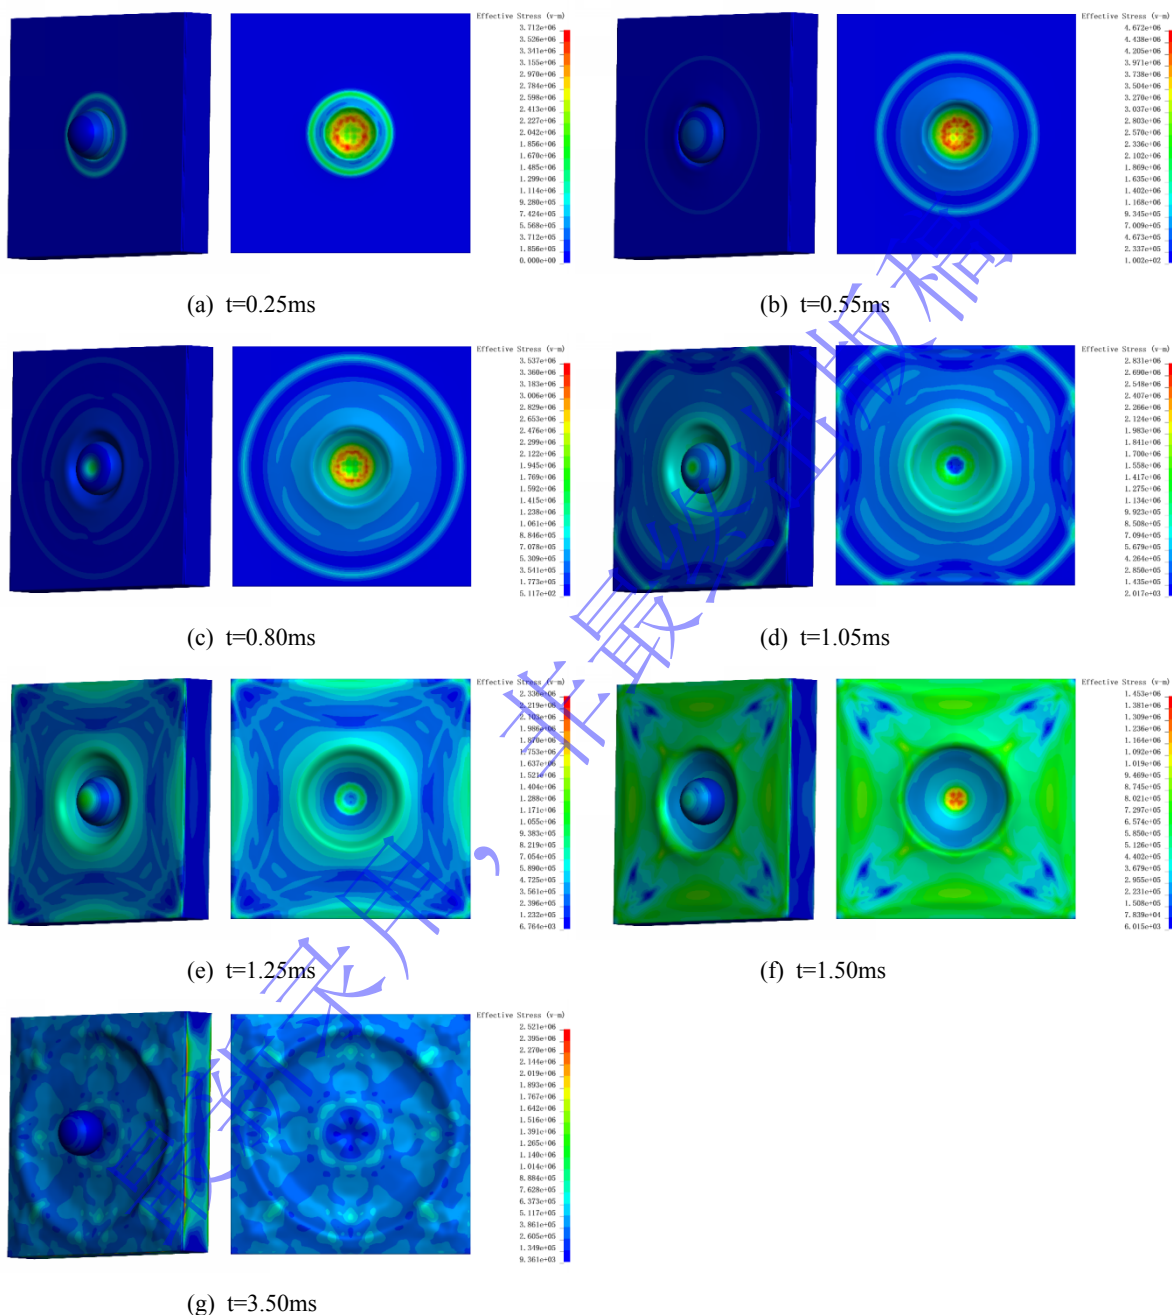 Effective Stress (v-m)
3.712e+06
3.526e+06
3.341e+06
3.155e+06
2.970e+06
2.784e+06
2.598e+06
2.413e+06
2.227e+06
2.042e+06
1.856e+06
1.670e+06
1.485e+06
1.299e+06
1.114e+06
9.280e+05
7.424e+05
5.568e+05
3.712e+05
1.856e+05
0.000e+00
(a) t=0.25ms
Effective Stress (v-m)
4.672e+06
4.438e+06
4.205e+06
3.971e+06
3.738e+06
3.504e+06
3.270e+06
3.037e+06
2.803e+06
2.570e+06
2.336e+06
2.102e+06
1.869e+06
1.635e+06
1.402e+06
1.168e+06
9.345e+05
7.009e+05
4.673e+05
2.337e+05
1.002e+02
(b) t=0.55ms
Effective Stress (v-m)
3.537e+06
3.360e+06
3.183e+06
3.006e+06
2.829e+06
2.653e+06
2.476e+06
2.299e+06
2.122e+06
1.945e+06
1.769e+06
1.592e+06
1.415e+06
1.238e+06
1.061e+06
8.846e+05
7.078e+05
5.309e+05
3.541e+05
1.773e+05
5.117e+02
(c) t=0.80ms
Effective Stress (v-m)
2.831e+06
2.690e+06
2.548e+06
2.407e+06
2.266e+06
2.124e+06
1.983e+06
1.841e+06
1.700e+06
1.558e+06
1.417e+06
1.275e+06
1.134e+06
9.923e+05
8.508e+05
7.094e+05
5.679e+05
4.264e+05
2.850e+05
1.435e+05
2.017e+03
(d) t=1.05ms
Effective Stress (v-m)
2.336e+06
2.219e+06
2.103e+06
1.986e+06
1.870e+06
1.753e+06
1.637e+06
1.521e+06
1.404e+06
1.288e+06
1.171e+06
1.055e+06
9.383e+05
8.219e+05
7.054e+05
5.890e+05
4.725e+05
3.561e+05
2.396e+05
1.232e+05
6.764e+03
(e) t=1.25ms
Effective Stress (v-m)
1.453e+06
1.381e+06
1.309e+06
1.236e+06
1.164e+06
1.092e+06
1.019e+06
9.469e+05
8.745e+05
8.021e+05
7.297e+05
6.574e+05
5.850e+05
5.126e+05
4.402e+05
3.679e+05
2.955e+05
2.231e+05
1.508e+05
7.839e+04
6.015e+03
(f) t=1.50ms
Effective Stress (v-m)
2.521e+06
2.395e+06
2.270e+06
2.144e+06
2.019e+06
1.893e+06
1.767e+06
1.642e+06
1.516e+06
1.391e+06
1.265e+06
1.140e+06
1.014e+06
8.884e+05
7.628e+05
6.373e+05
5.117e+05
3.861e+05
2.605e+05
1.349e+05
9.361e+03
(g) t=3.50ms
最新录用，非最终出版稿